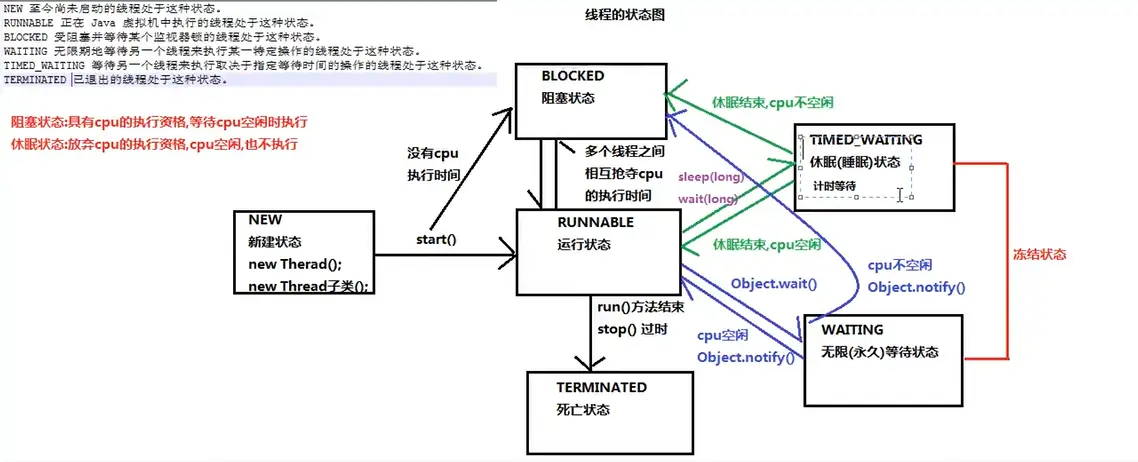 NEW 至今尚未启动的线程处于这种状态。
RUNNABLE 正在 Java 虚拟机中执行的线程处于这种状态。
BLOCKED 受阻塞并等待某个监视器锁的线程处于这种状态。
WAITING 无限期地等待另一个线程来执行某一特定操作的线程处于这种状态。
TIMED_WAITING 等待另一个线程来执行取决于指定等待时间的操作的线程处于这种状态。
TERMINATED 已退出的线程处于这种状态。
线程的状态图
阻塞状态:具有cpu的执行资格,等待cpu空闲时执行
休眠状态:放弃cpu的执行资格,cpu空闲,也不执行
BLOCKED
阻塞状态
没有cpu
执行时间
多个线程之间
相互抢夺cpu
的执行时间
休眠结束,cpu不空闲
TIMED_WAITING
休眠(睡眠)状态
计时等待
sleep(long)
wait(long)
NEW
新建状态
new Therad();
new Thread子类();
start()
RUNNABLE
运行状态
休眠结束,cpu空闲
冻结状态
Object.wait()
cpu不空闲
Object.notify()
run()方法结束
stop() 过时
cpu空闲
Object.notify()
WAITING
无限(永久)等待状态
TERMINATED
死亡状态